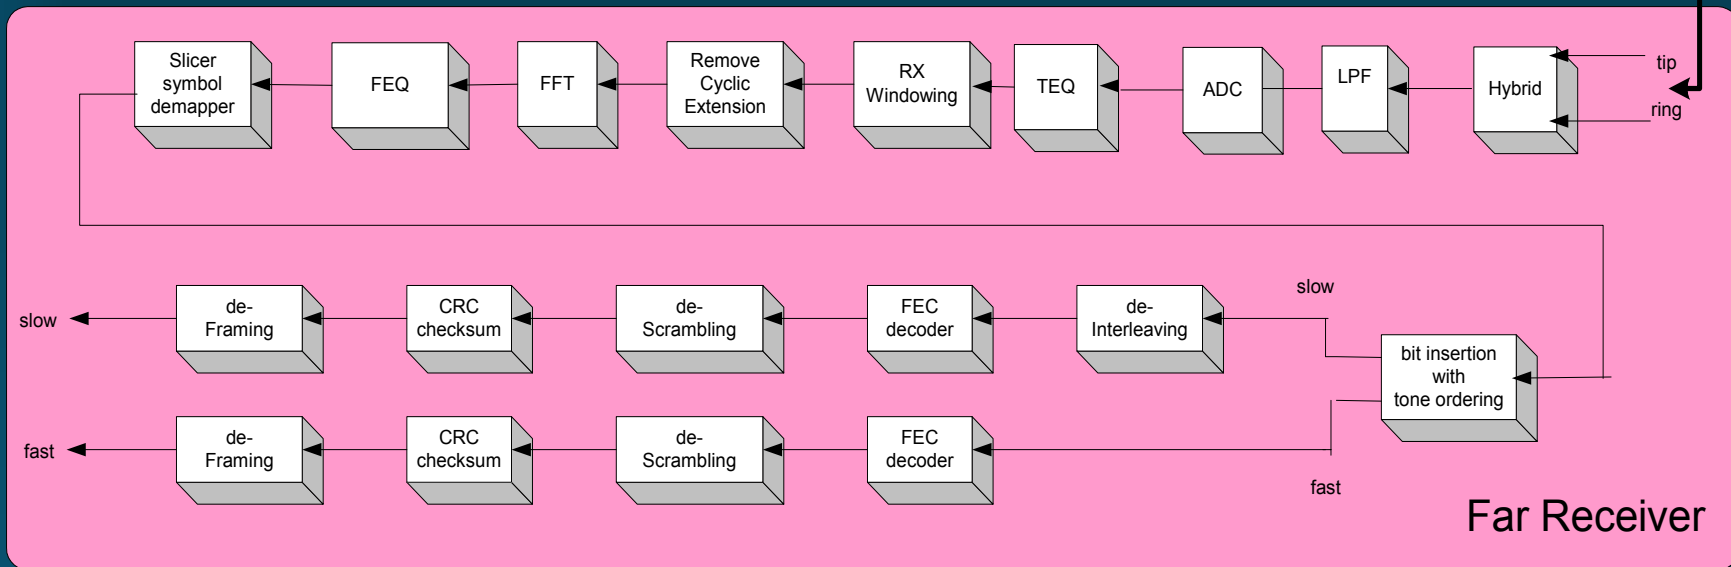 Slicer
symbol
demapper
FEQ
FFT
Remove
Cyclic
Extension
RX
Windowing
TEQ
ADC
LPF
Hybrid
tip
ring
slow
de-
Framing
CRC
checksum
de-
Scrambling
FEC
decoder
de-
Interleaving
slow
bit insertion
with
tone ordering
fast
de-
Framing
CRC
checksum
de-
Scrambling
FEC
decoder
fast
Far Receiver